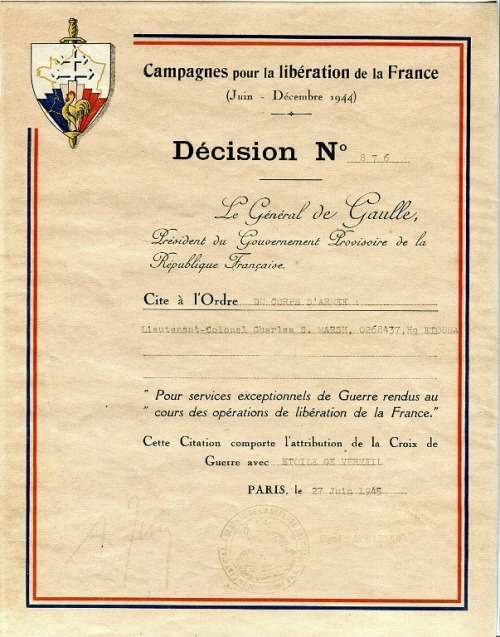 Campagnes pour la libération de la France
(Juin - Décembre 1944)
Décision N° 876
Le Général de Gaulle,
Président du Gouvernement Provisoire de la
République Française.
Cite à l'Ordre DU CORPS D'ARMEE :
Lieutenant-Colonel Charles S. MARSH, 0268437, Hq ETOUSA
" Pour services exceptionnels de Guerre rendus au
" cours des opérations de libération de la France."
Cette Citation comporte l'attribution de la Croix de
Guerre avec ETOILE DE VERMEIL
PARIS, le 27 Juin 1945